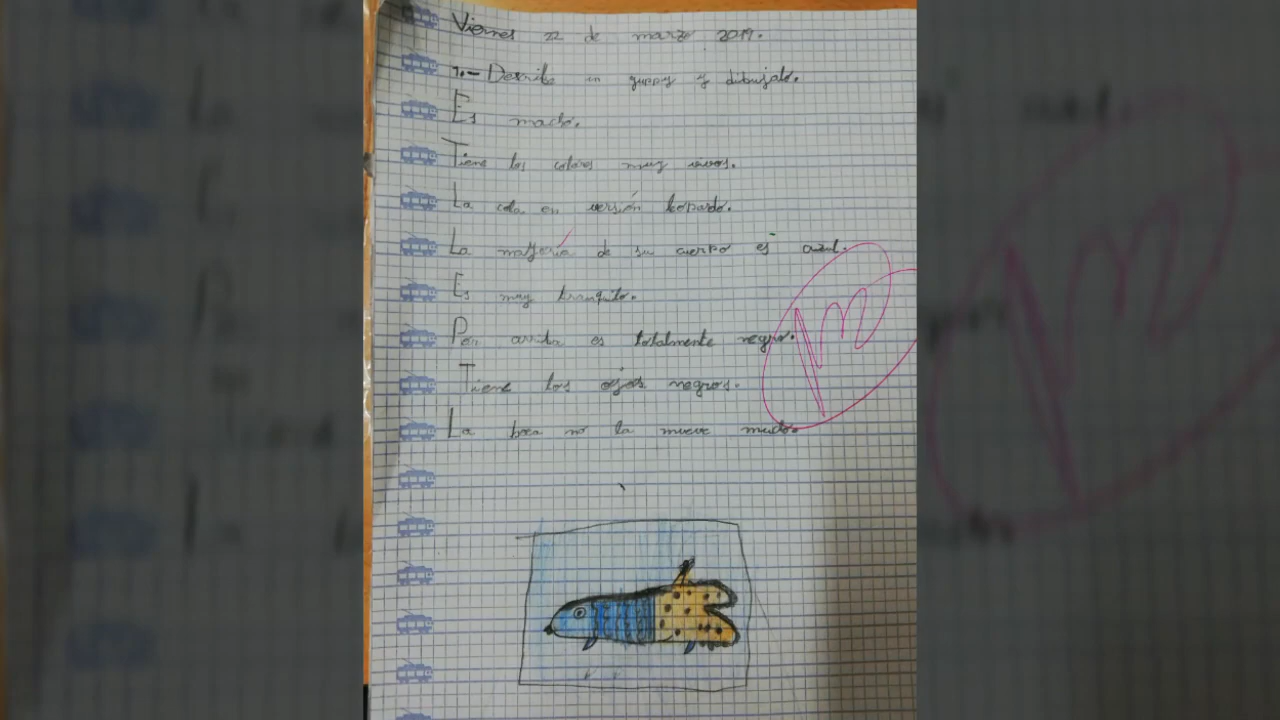 Viernes 22 de marzo 2019.
1.- Describe un guppy y dibujalo.
Es macho.
Tiene los colores muy vivos.
La cola en versión leopardo.
La mayoría de su cuerpo es azul.
Es muy tranquilo.
Por arriba es totalmente negro.
Tiene los ojos negros.
La boca no la mueve mucho.